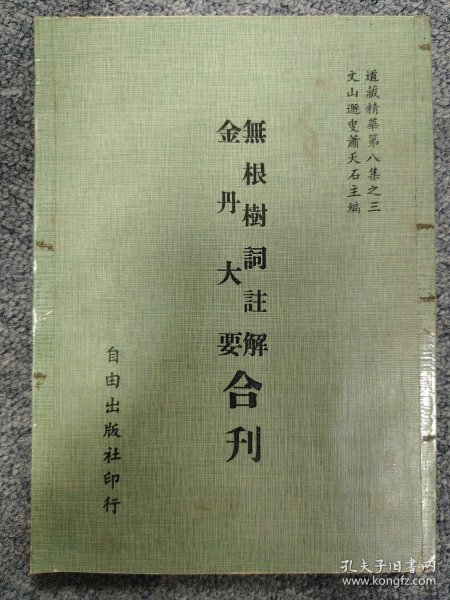 道藏精華第八集之三
文山遯叟蕭天石主編
無根樹詞註解
金丹大要
合刊
自由出版社印行
孔夫子旧书网
www.kongfz.com